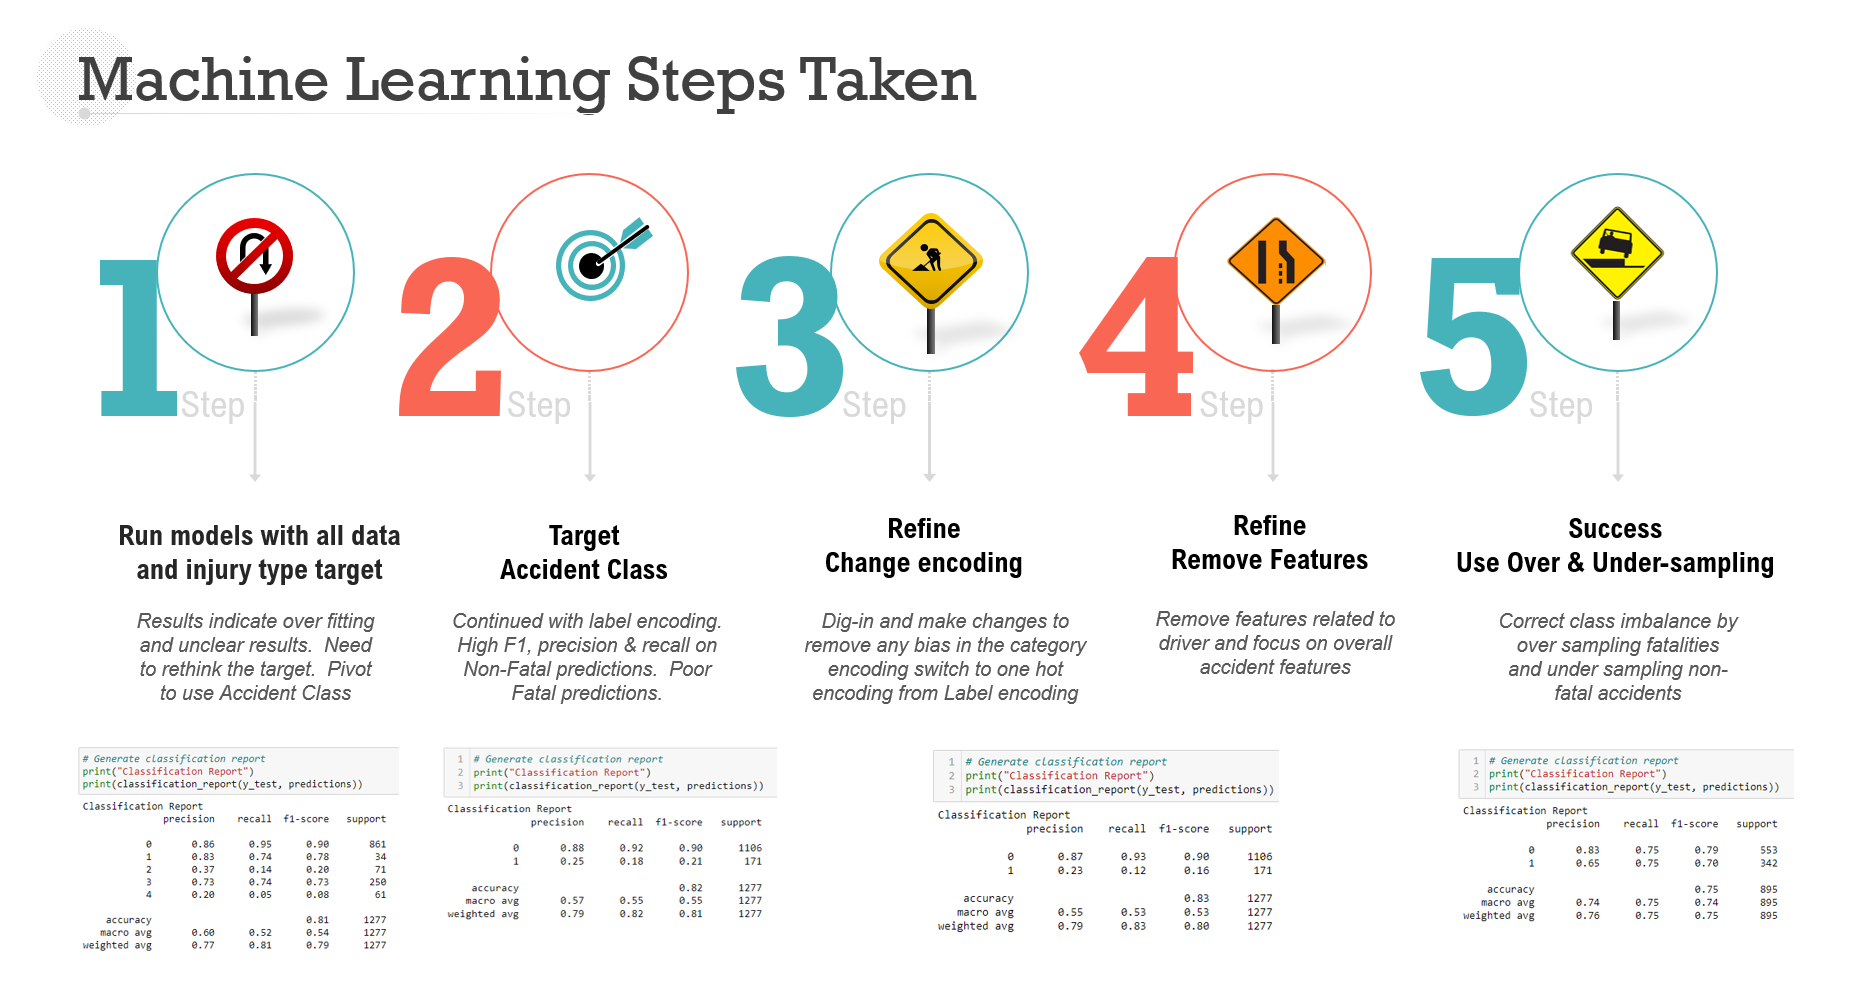 Machine Learning Steps Taken
1 Step
2 Step
3 Step
4 Step
5 Step
Run models with all data
and injury type target
Results indicate over fitting
and unclear results.  Need
to rethink the target.  Pivot
to use Accident Class
Target
Accident Class
Continued with label encoding.
High F1, precision & recall on
Non-Fatal predictions.  Poor
Fatal predictions.
Refine
Change encoding
Dig-in and make changes to
remove any bias in the category
encoding switch to one hot
encoding from Label encoding
Refine
Remove Features
Remove features related to
driver and focus on overall
accident features
Success
Use Over & Under-sampling
Correct class imbalance by
over sampling fatalities
and under sampling non-
fatal accidents
# Generate classification report
print("Classification Report")
print(classification_report(y_test, predictions))
Classification Report
precision recall f1-score support
0 0.86 0.95 0.90 861
1 0.83 0.74 0.78 34
2 0.37 0.14 0.20 71
3 0.73 0.74 0.73 250
4 0.20 0.05 0.08 61
accuracy 0.81 1277
macro avg 0.60 0.52 0.54 1277
weighted avg 0.77 0.81 0.79 1277
1 # Generate classification report
2 print("Classification Report")
3 print(classification_report(y_test, predictions))
Classification Report
precision recall f1-score support
0 0.88 0.92 0.90 1106
1 0.25 0.18 0.21 171
accuracy 0.82 1277
macro avg 0.57 0.55 0.55 1277
weighted avg 0.79 0.82 0.81 1277
1 # Generate classification report
2 print("Classification Report")
3 print(classification_report(y_test, predictions))
Classification Report
precision recall f1-score support
0 0.87 0.93 0.90 1106
1 0.23 0.12 0.16 171
accuracy 0.83 1277
macro avg 0.55 0.53 0.53 1277
weighted avg 0.79 0.83 0.80 1277
1 # Generate classification report
2 print("Classification Report")
3 print(classification_report(y_test, predictions))
Classification Report
precision recall f1-score support
0 0.83 0.75 0.79 553
1 0.65 0.75 0.70 342
accuracy 0.75 895
macro avg 0.74 0.75 0.74 895
weighted avg 0.76 0.75 0.75 895